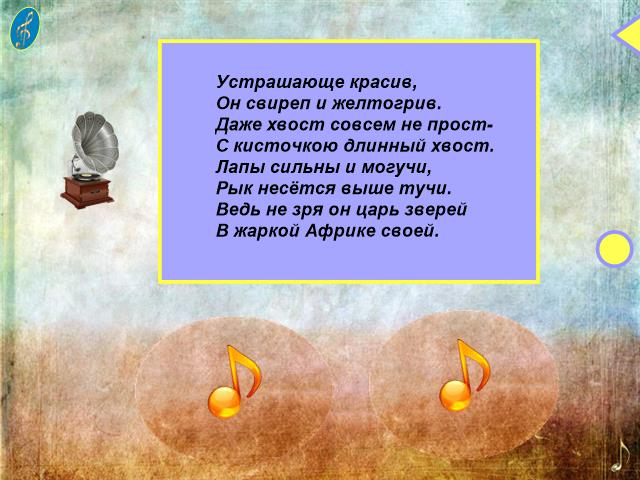 Устрашающе красив,
Он свиреп и желтогрив.
Даже хвост совсем не прост-
С кисточкою длинный хвост.
Лапы сильны и могучи,
Рык несётся выше тучи.
Ведь не зря он царь зверей
В жаркой Африке своей.